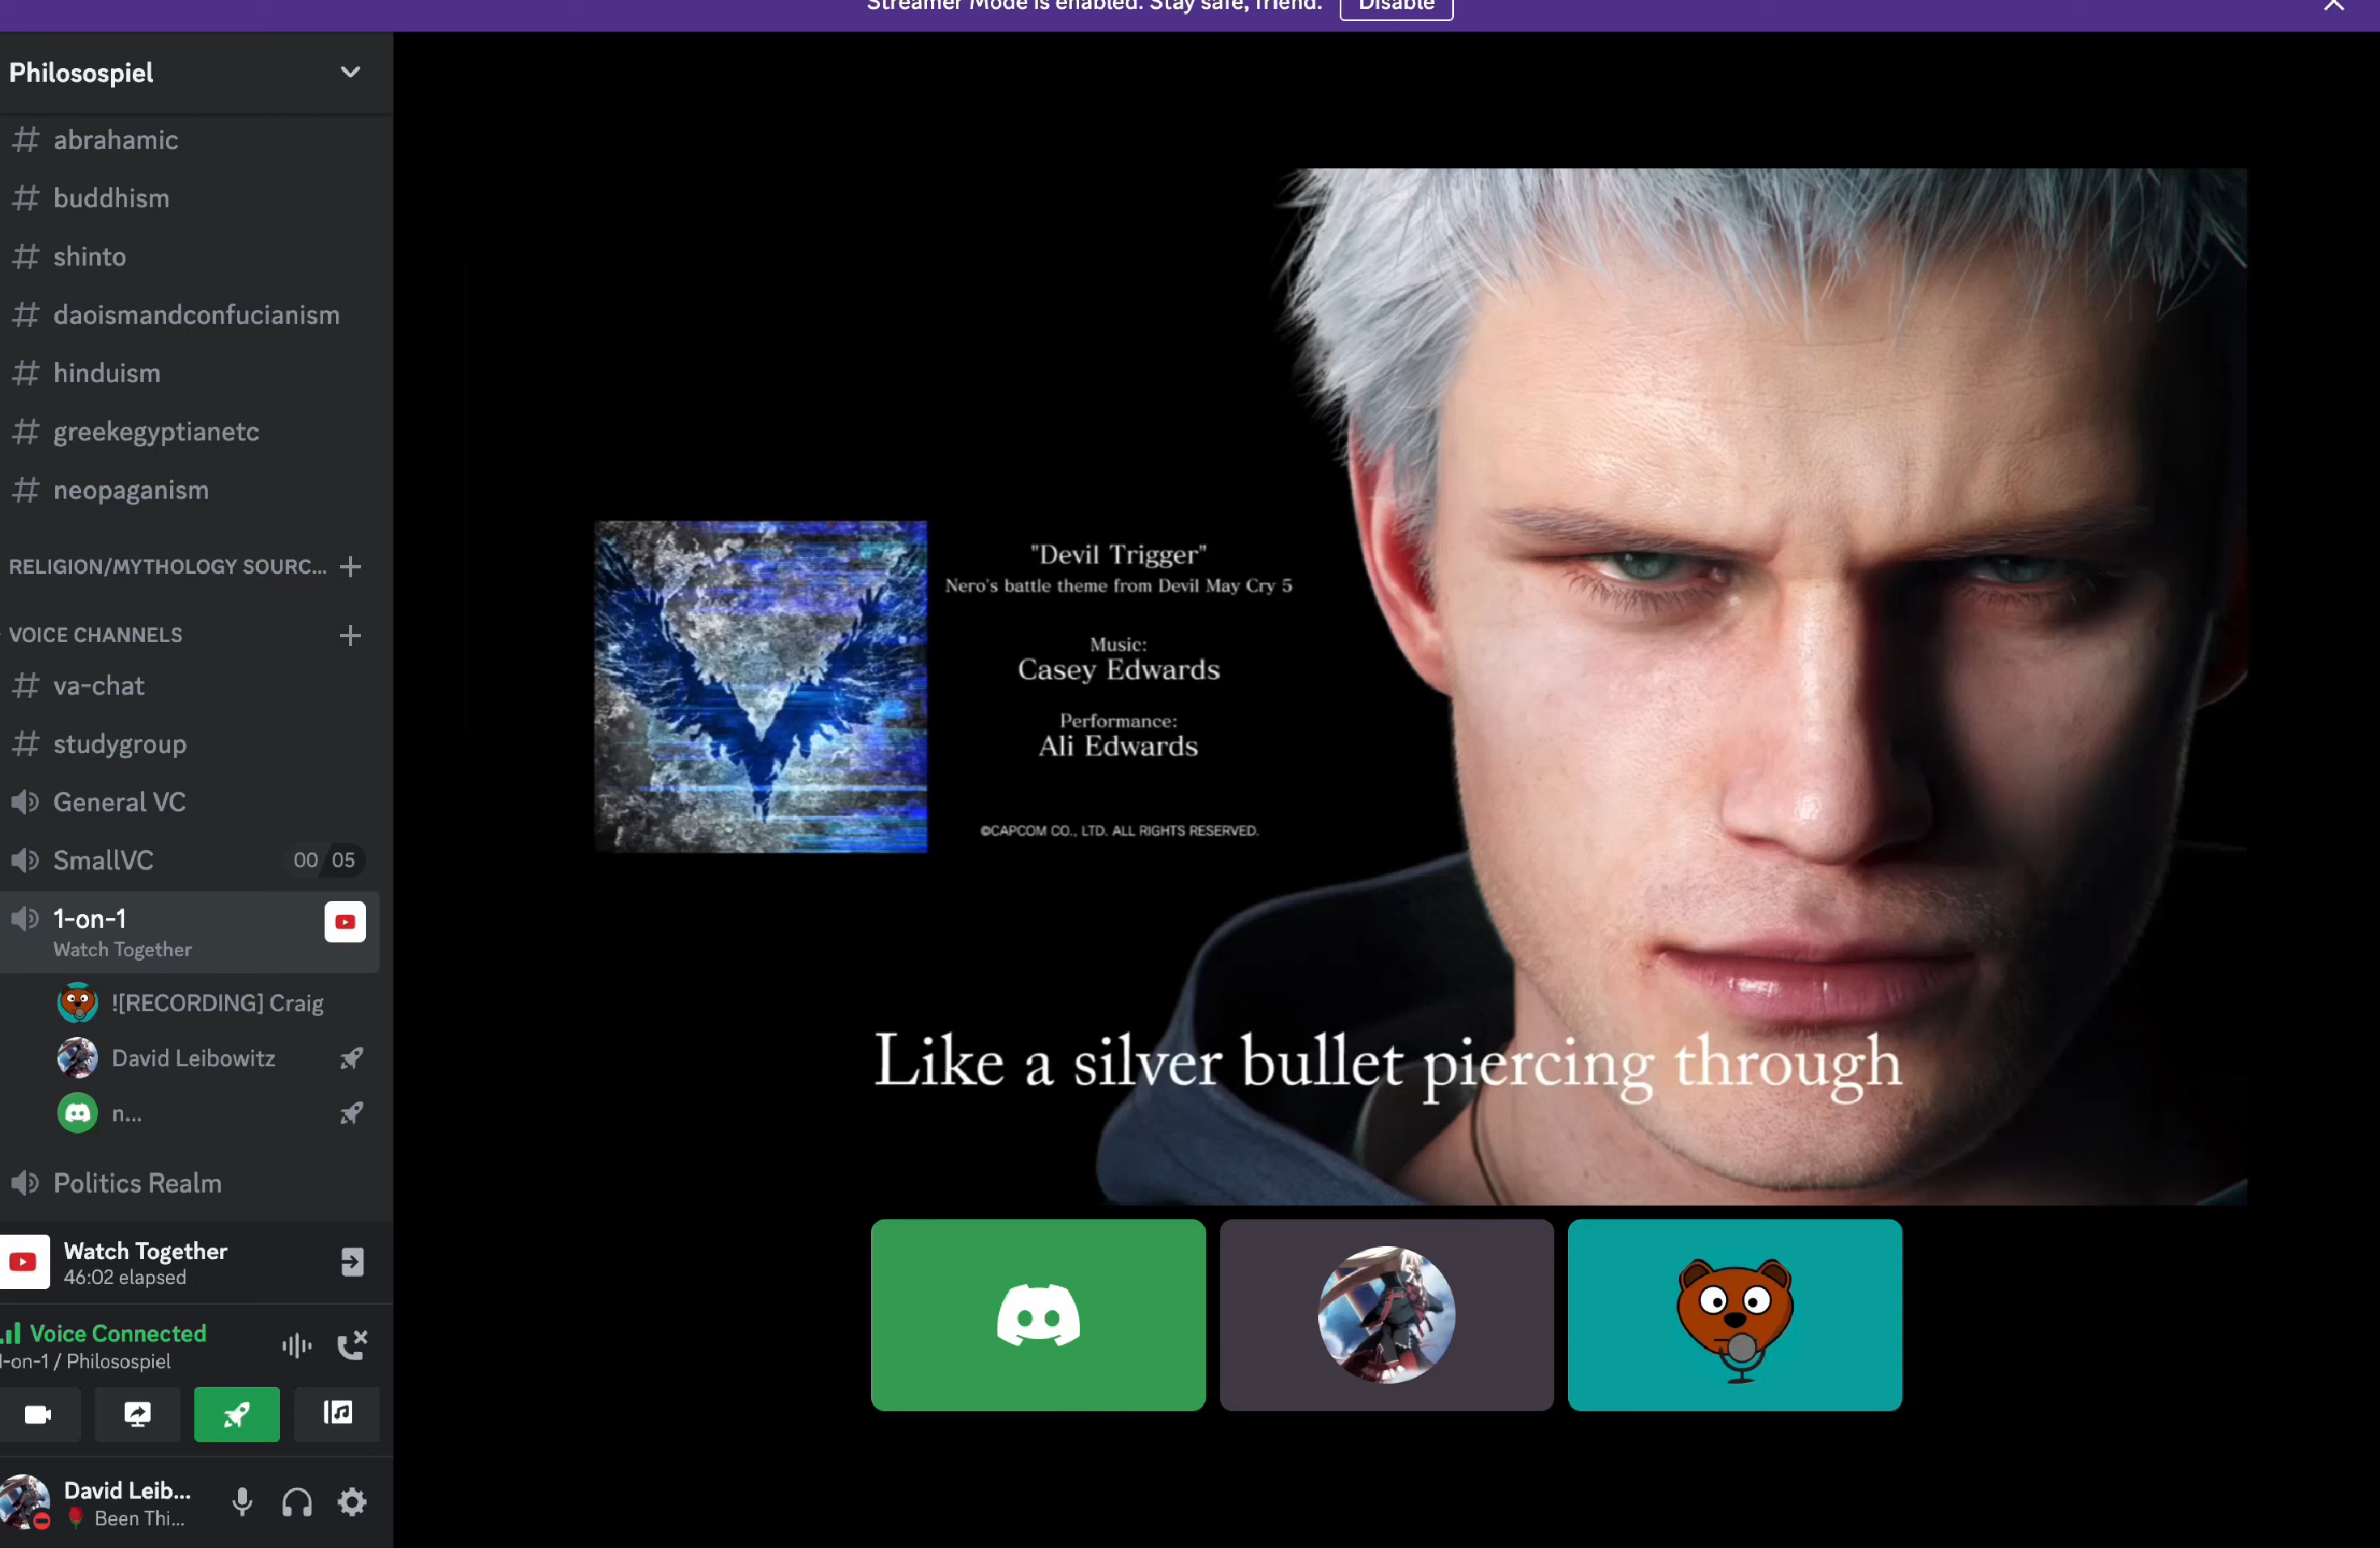 Streamer Mode is enabled. Stay safe, friend.
Disable
Philosospiel
abrahamic
buddhism
shinto
daoismandconfucianism
hinduism
greekegyptianetc
neopaganism
RELIGION/MYTHOLOGY SOURC...
VOICE CHANNELS
va-chat
studygroup
General VC
SmallVC
00 05
1-on-1
Watch Together
![RECORDING] Craig
David Leibowitz
n...
Politics Realm
Watch Together
46:02 elapsed
Voice Connected
1-on-1 / Philosospiel
David Leib...
Been Thi...
"Devil Trigger"
Nero's battle theme from Devil May Cry 5
Music:
Casey Edwards
Performance:
Ali Edwards
©CAPCOM CO., LTD. ALL RIGHTS RESERVED.
Like a silver bullet piercing through